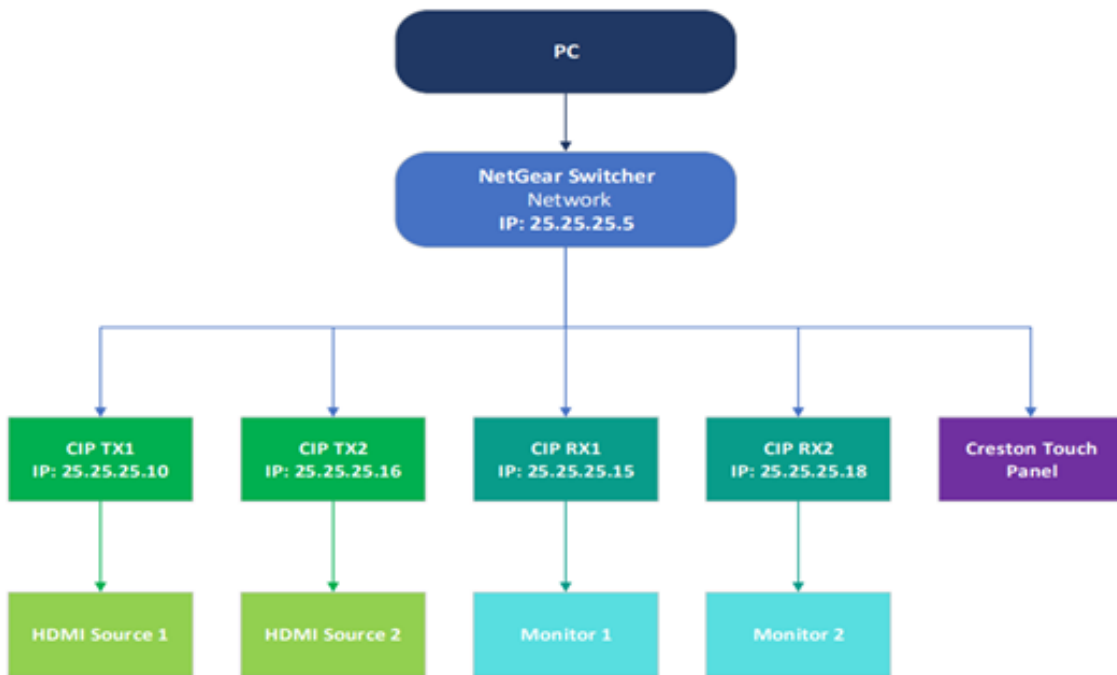 PC
NetGear Switcher
Network
IP: 25.25.25.5
CIP TX1
IP: 25.25.25.10
CIP TX2
IP: 25.25.25.16
CIP RX1
IP: 25.25.25.15
CIP RX2
IP: 25.25.25.18
Creston Touch
Panel
HDMI Source 1
HDMI Source 2
Monitor 1
Monitor 2